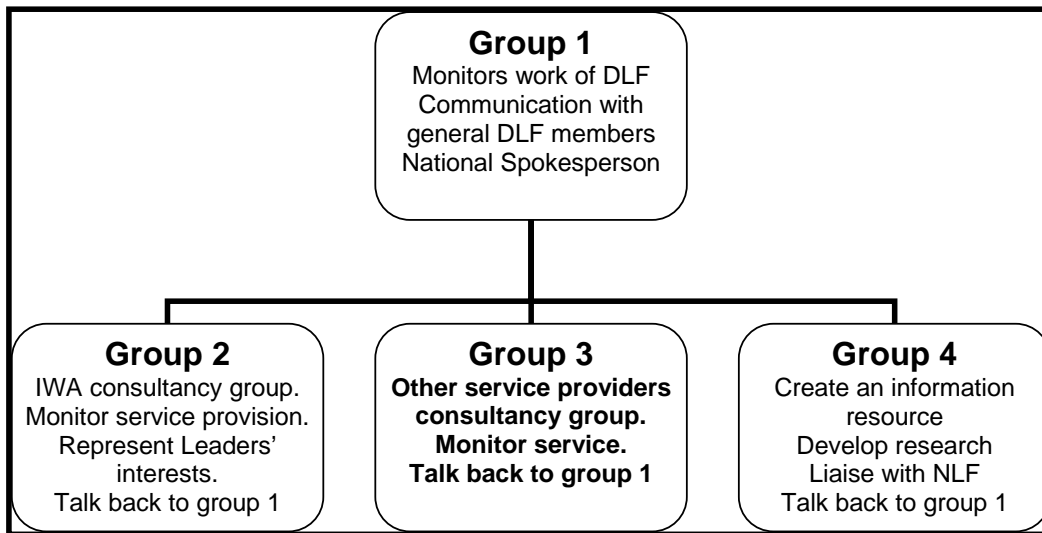 Group 1
Monitors work of DLF
Communication with
general DLF members
National Spokesperson
Group 2
IWA consultancy group.
Monitor service provision.
Represent Leaders’
interests.
Talk back to group 1
Group 3
Other service providers
consultancy group.
Monitor service.
Talk back to group 1
Group 4
Create an information
resource
Develop research
Liaise with NLF
Talk back to group 1